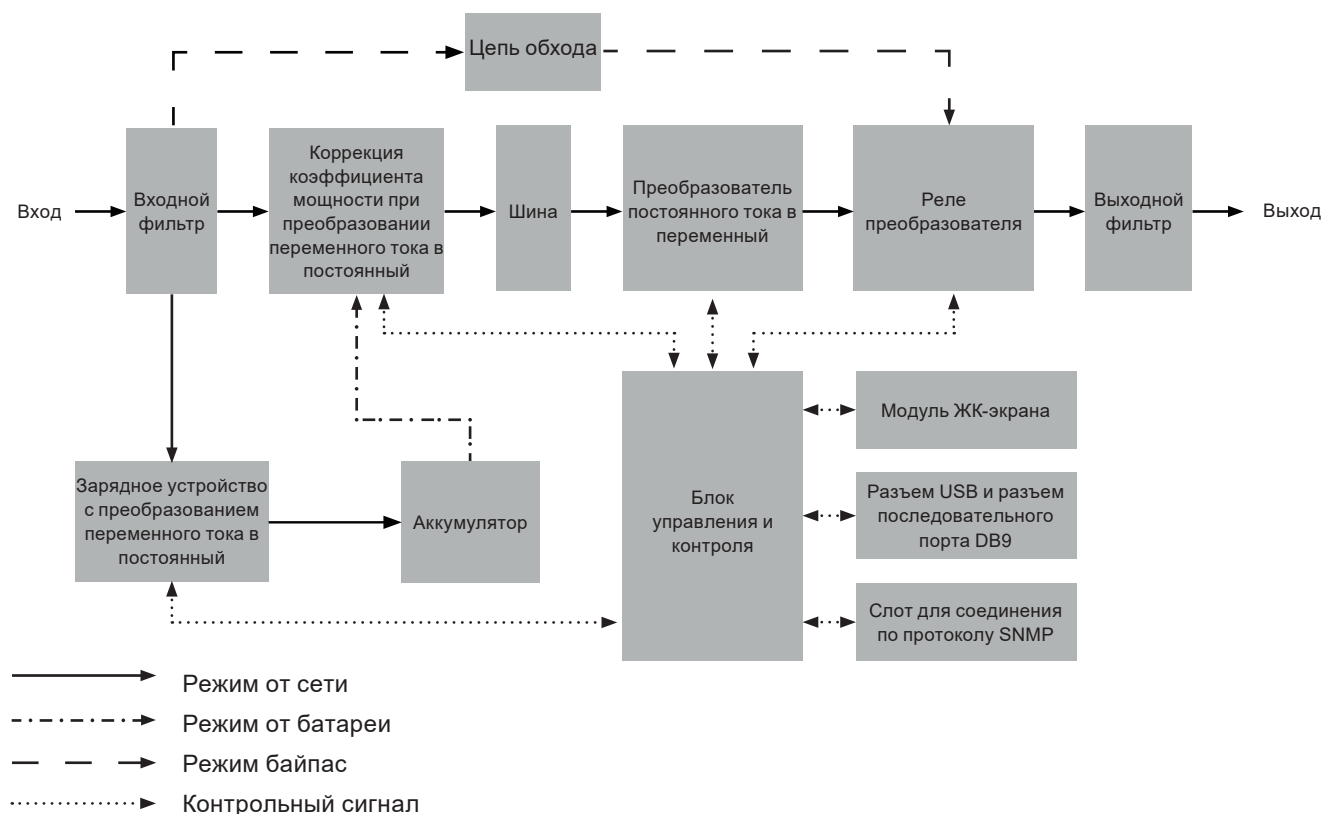 Цепь обхода
Вход
Входной
фильтр
Коррекция
коэффициента
мощности при
преобразовании
переменного тока в
постоянный
Шина
Преобразователь
постоянного тока в
переменный
Реле
преобразователя
Выходной
фильтр
Выход
Зарядное устройство
с преобразованием
переменного тока в
постоянный
Аккумулятор
Блок
управления и
контроля
Модуль ЖК-экрана
Разъем USB и разъем
последовательного
порта DB9
Слот для соединения
по протоколу SNMP
Режим от сети
Режим от батареи
Режим байпас
Контрольный сигнал